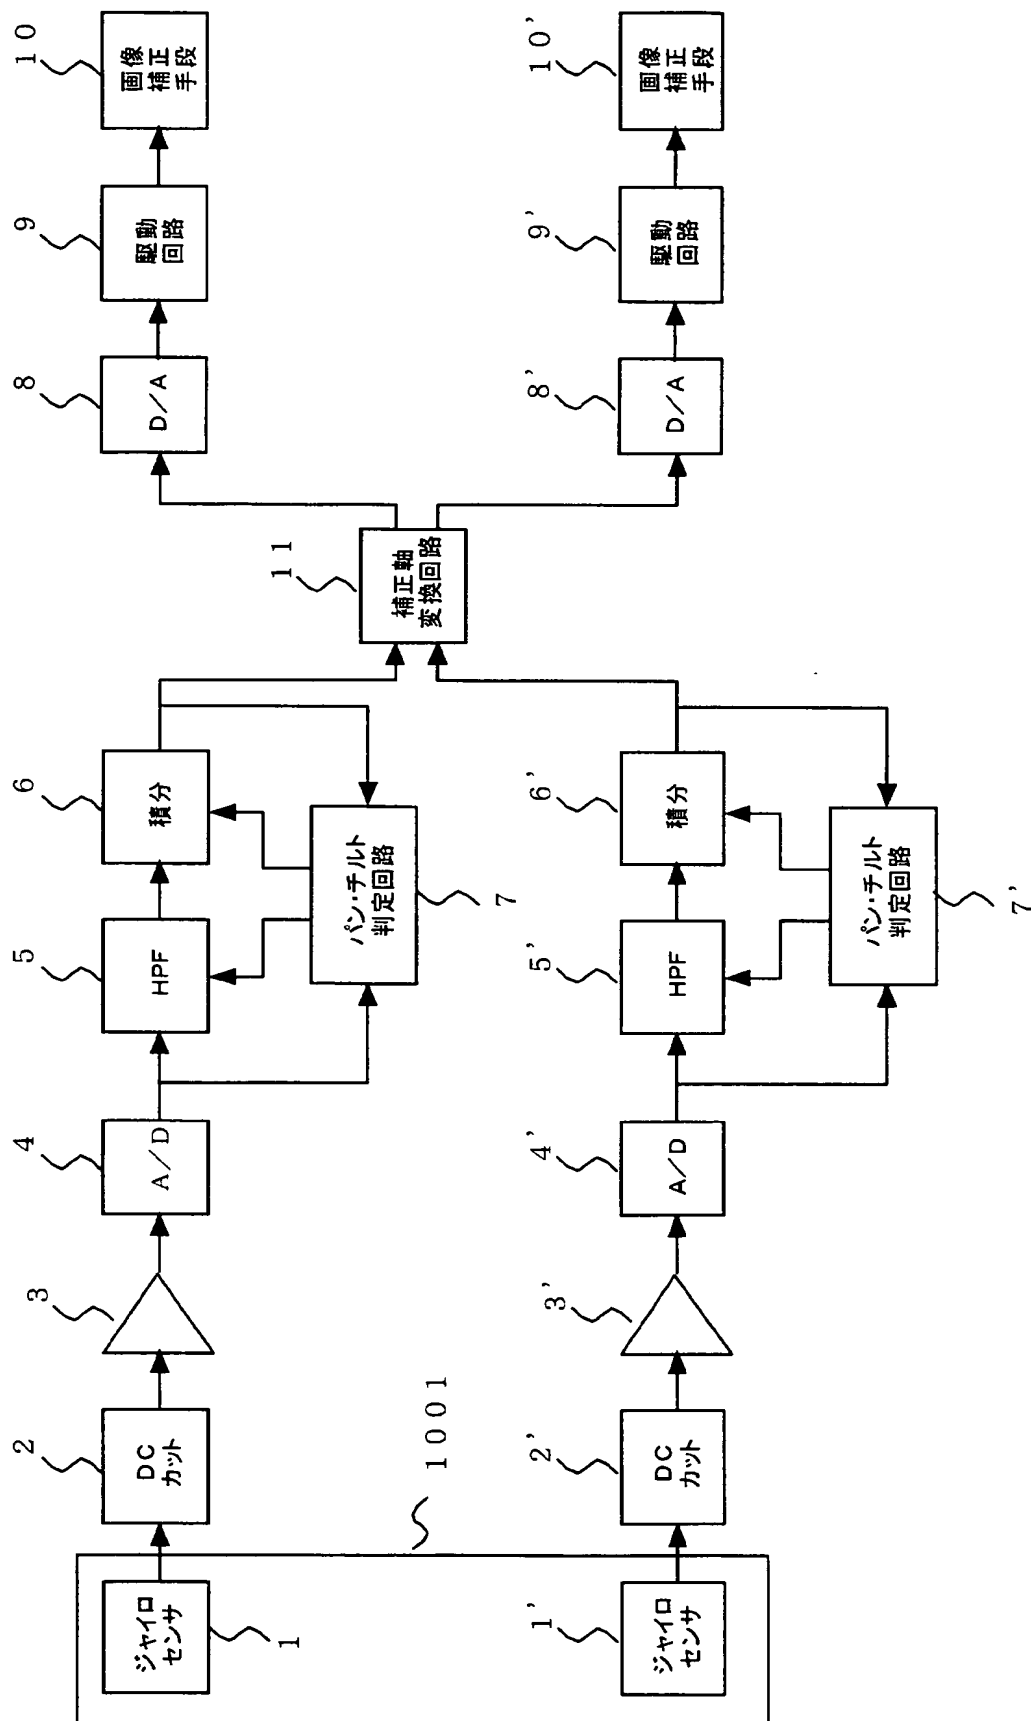 1
ジャイロ
センサ
1001
2
DC
カット
3
4
A/D
5
HPF
6
積分
7
パン・チルト
判定回路
11
補正軸
変換回路
8
D/A
9
駆動
回路
10
画像
補正
手段
1'
ジャイロ
センサ
2'
DC
カット
3'
4'
A/D
5'
HPF
6'
積分
7'
パン・チルト
判定回路
8'
D/A
9'
駆動
回路
10'
画像
補正
手段